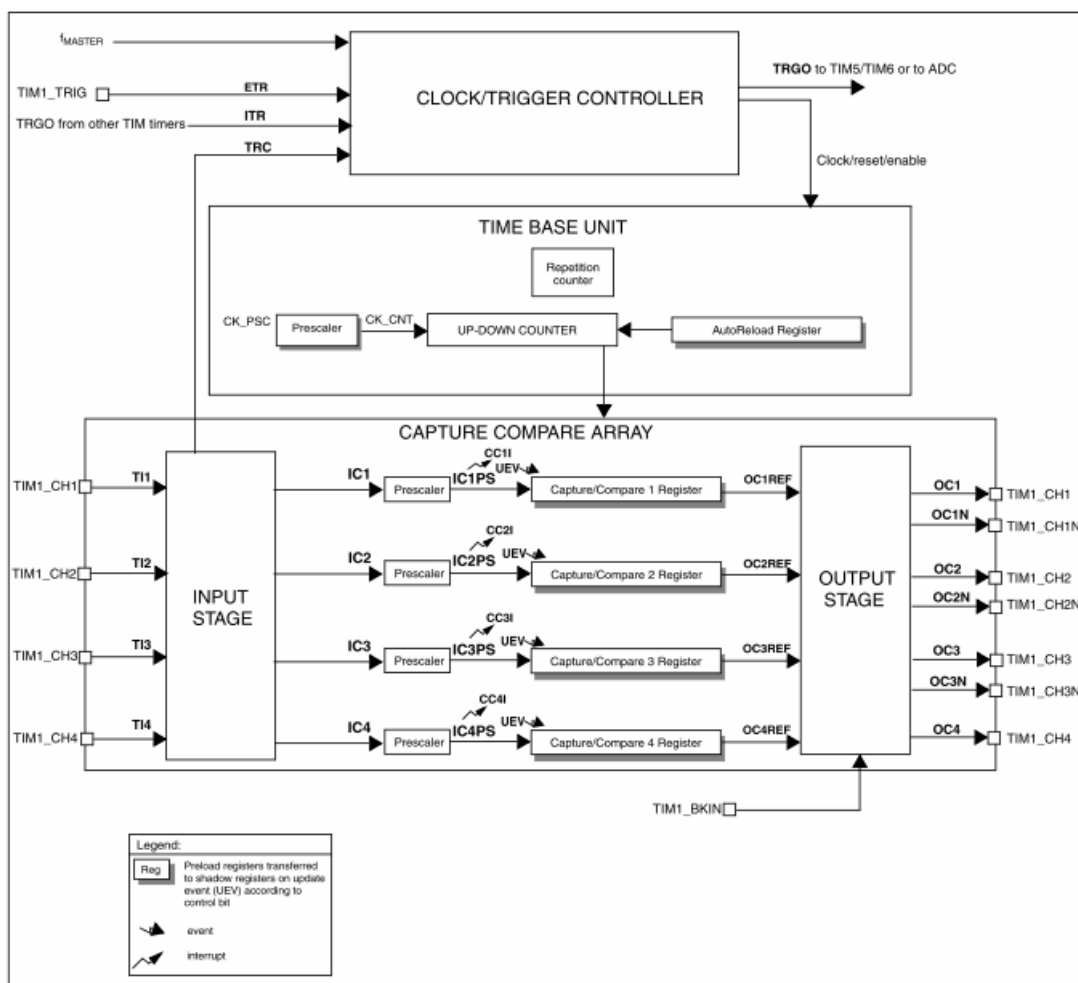 fMASTER
TIM1_TRIG
ETR
TRGO from other TIM timers
ITR
TRC
CLOCK/TRIGGER CONTROLLER
TRGO to TIM5/TIM6 or to ADC
Clock/reset/enable
TIME BASE UNIT
Repetition
counter
CK_PSC
Prescaler
CK_CNT
UP-DOWN COUNTER
AutoReload Register
CAPTURE COMPARE ARRAY
TIM1_CH1
TI1
IC1
Prescaler
CC1I
IC1PS
UEV
Capture/Compare 1 Register
OC1REF
OC1
TIM1_CH1
OC1N
TIM1_CH1N
TIM1_CH2
TI2
IC2
Prescaler
CC2I
IC2PS
UEV
Capture/Compare 2 Register
OC2REF
OC2
TIM1_CH2
OC2N
TIM1_CH2N
INPUT
STAGE
OUTPUT
STAGE
TIM1_CH3
TI3
IC3
Prescaler
CC3I
IC3PS
UEV
Capture/Compare 3 Register
OC3REF
OC3
TIM1_CH3
OC3N
TIM1_CH3N
TIM1_CH4
TI4
IC4
Prescaler
CC4I
IC4PS
UEV
Capture/Compare 4 Register
OC4REF
OC4
TIM1_CH4
TIM1_BKIN
Legend:
Reg
Preload registers transferred
to shadow registers on update
event (UEV) according to
control bit
event
interrupt